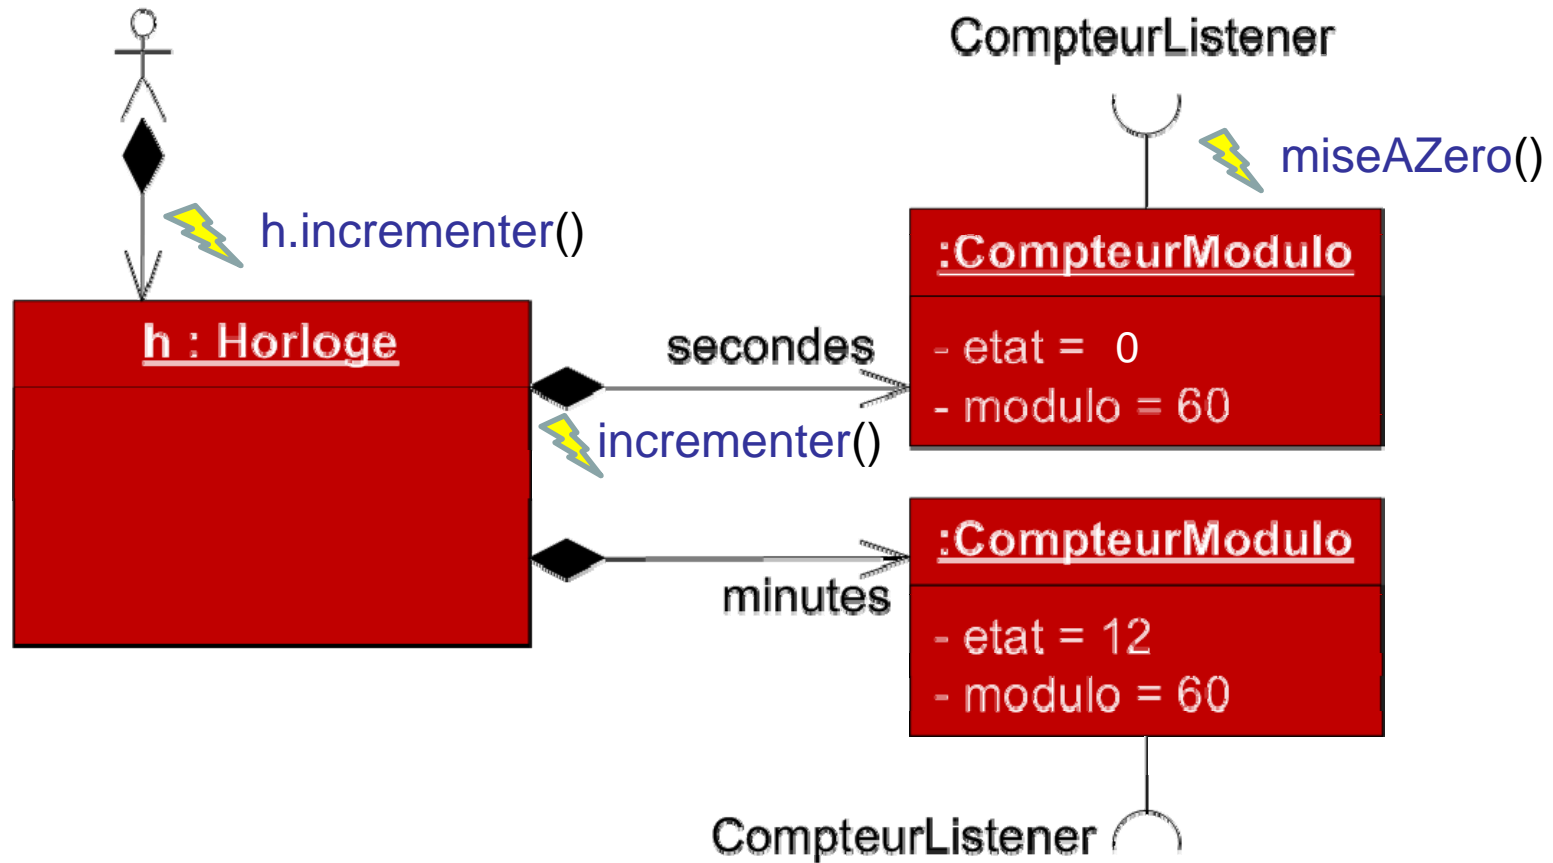 CompteurListener
miseAZero()
h.incrementer()
:CompteurModulo
- etat = 0
- modulo = 60
h : Horloge
secondes
incrementer()
minutes
:CompteurModulo
- etat = 12
- modulo = 60
CompteurListener